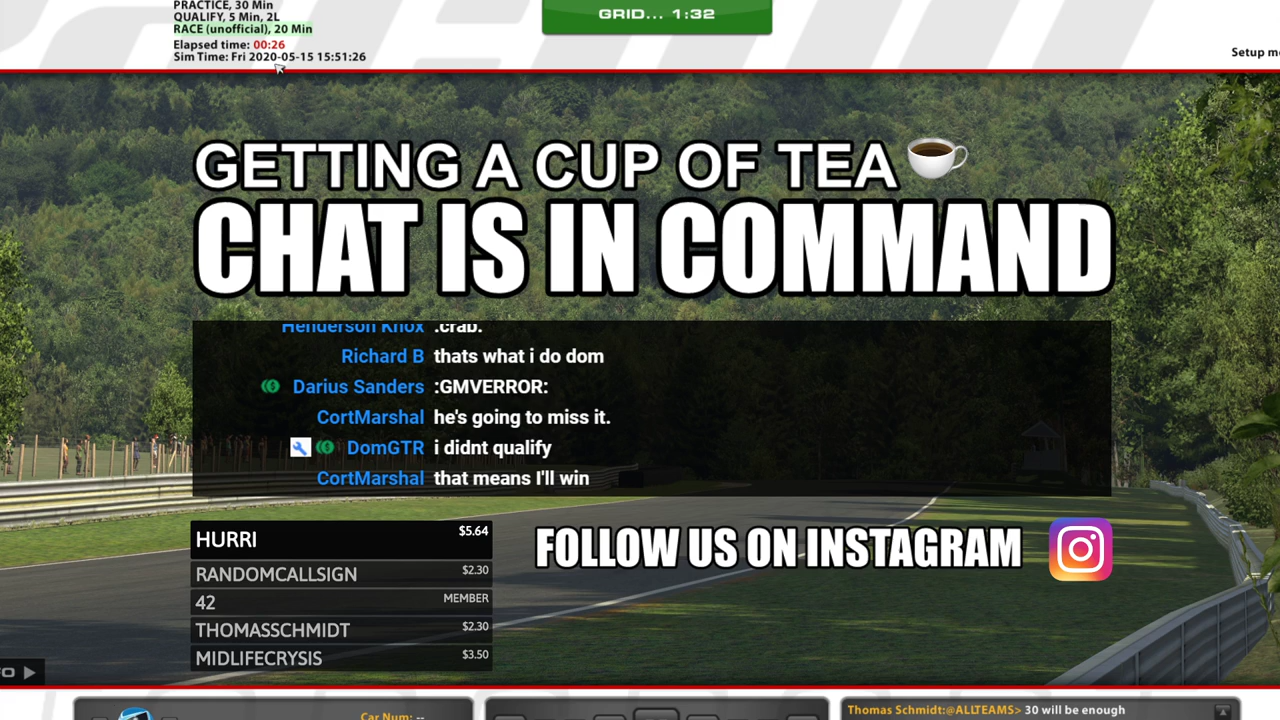 PRACTICE, 30 Min
QUALIFY, 5 Min, 2L
RACE (unofficial), 20 Min
Elapsed time: 00:26
Sim Time: Fri 2020-05-15 15:51:26
GRID... 1:32
Setup
GETTING A CUP OF TEA
CHAT IS IN COMMAND
Henderson Knox :crab:
Richard B thats what i do dom
Darius Sanders :GMVERROR:
CortMarshal he's going to miss it.
DomGTR i didnt qualify
CortMarshal that means I'll win
HURRI $5.64
RANDOMCALLSIGN $2.30
42 MEMBER
THOMASSCHMIDT $2.30
MIDLIFECRYSIS $3.50
FOLLOW US ON INSTAGRAM
Car Num: --
Thomas Schmidt:@ALLTEAMS> 30 will be enough